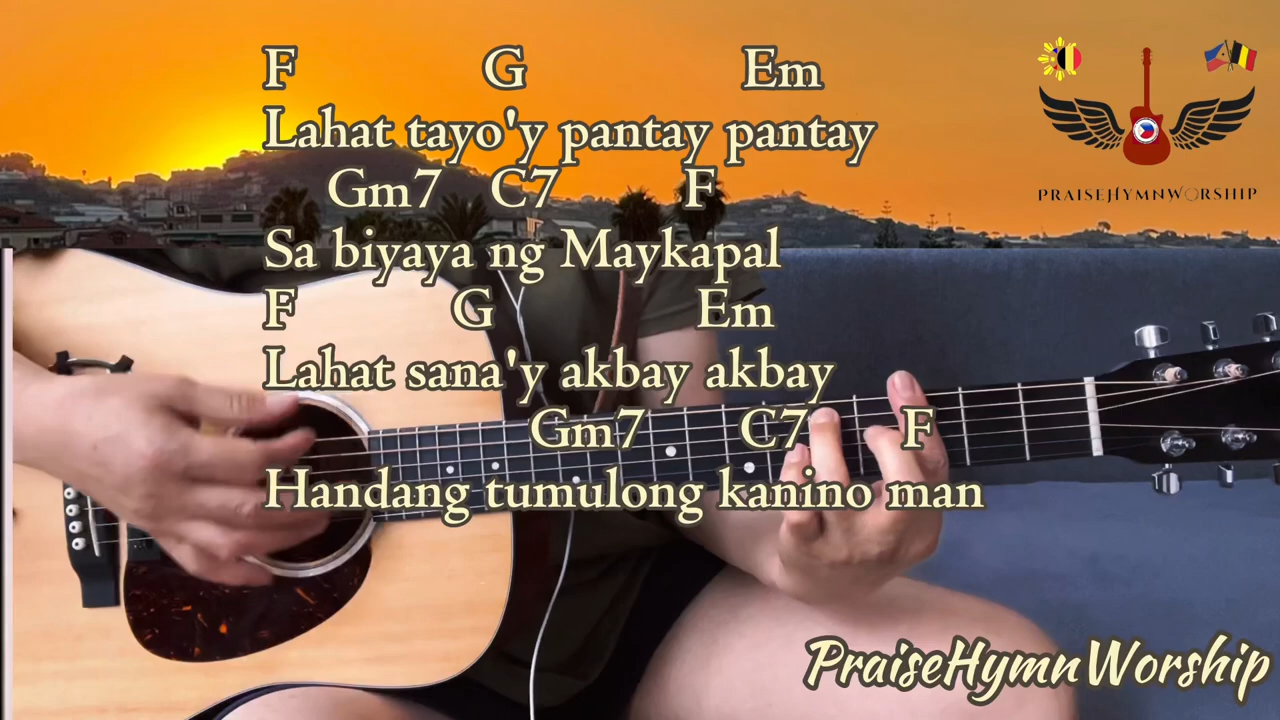 F G Em
Lahat tayo'y pantay pantay
Gm7 C7 F
Sa biyaya ng Maykapal
F G Em
Lahat sana'y akbay akbay
Gm7 C7 F
Handang tumulong kanino man
PRAISEHYMNWORSHIP
PraiseHymnWorship